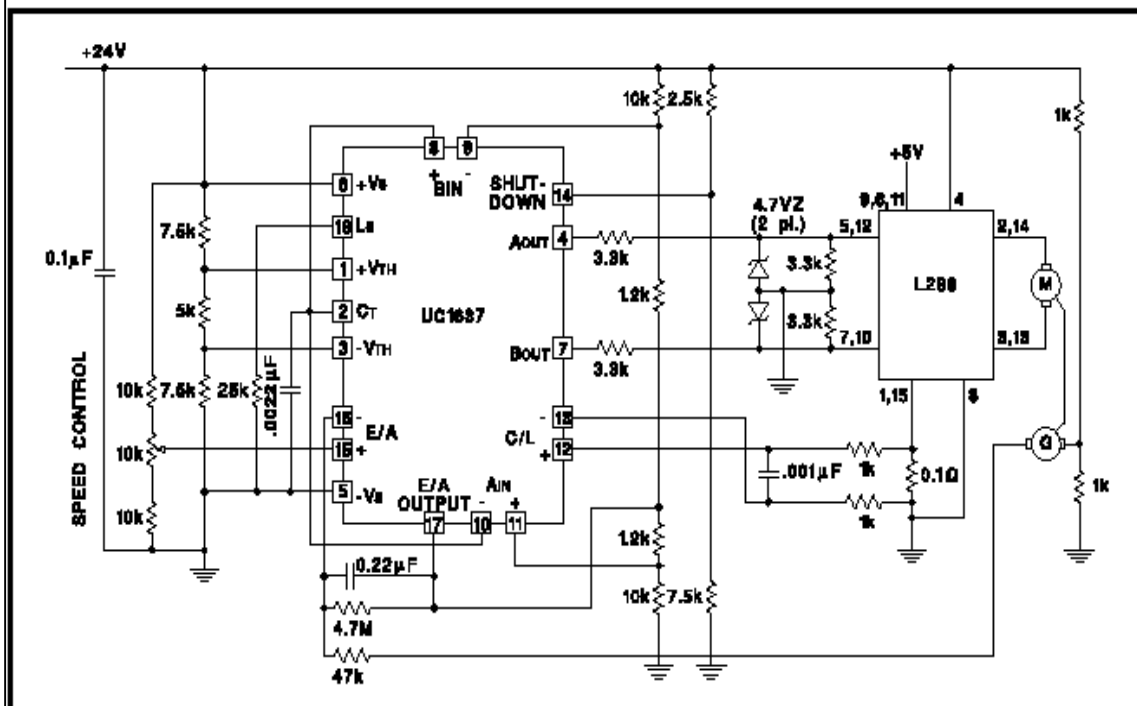 +24V
10k
2.5k
1k
+5V
8
9
+
-
BIN
SHUT-
DOWN
14
6
+VS
9,6,11
4
4.7VZ
(2 pl.)
5,12
2,14
7.5k
18
LS
AOUT
4
3.3k
3.3k
0.1µF
1
+VTH
L298
M
5k
2
CT
UC1637
1.2k
3
-VTH
BOUT
7
3.3k
3.3k
7,10
3,13
SPEED CONTROL
10k
7.5k
25k
.0022µF
1,15
8
15
-
E/A
16
+
-
13
C/L
+
12
10k
1k
.001µF
0.1Ω
G
5
-VS
E/A
OUTPUT
AIN
-
+
1k
1k
10k
17
10
11
1.2k
0.22µF
10k
7.5k
4.7M
47k